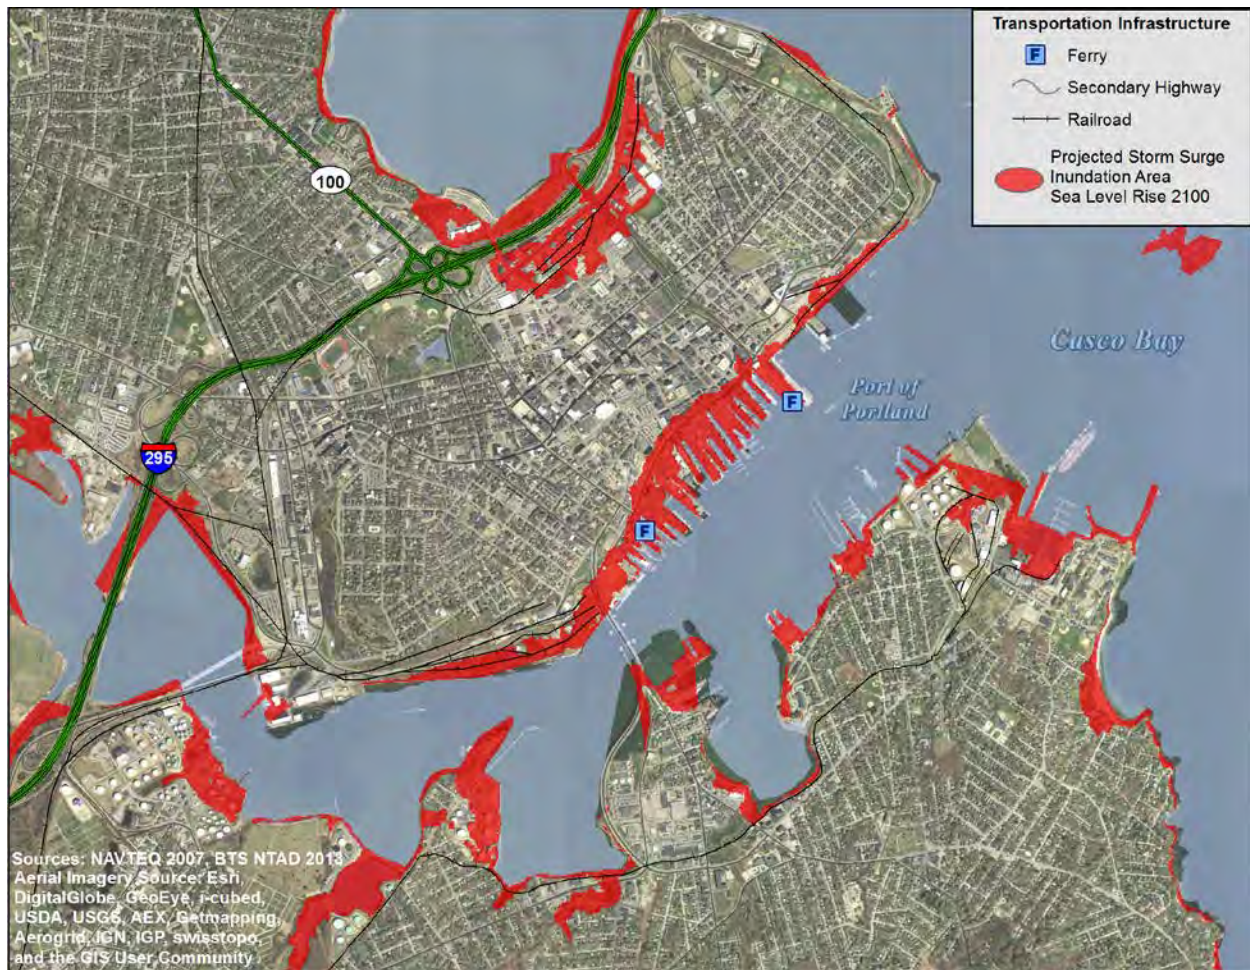 Transportation Infrastructure
F Ferry
Secondary Highway
Railroad
Projected Storm Surge
Inundation Area
Sea Level Rise 2100
100
295
Casco Bay
Port of
Portland
F
F
Sources: NAVTEQ 2007, BTS NTAD 2013
Aerial Imagery Source: Esri,
DigitalGlobe, GeoEye, i-cubed,
USDA, USGS, AEX, Getmapping,
Aerogrid, IGN, IGP, swisstopo,
and the GIS User Community